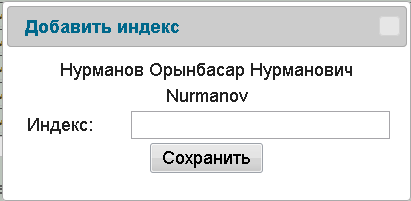 Добавить индекс
Нурманов Орынбасар Нурманович
Nurmanov
Индекс:
Сохранить